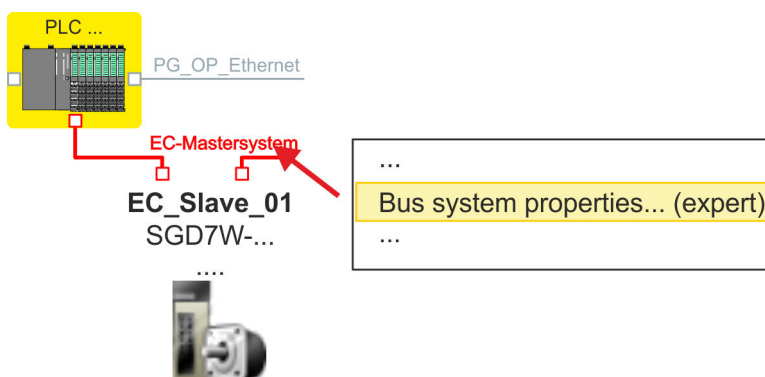 PLC ...
PG_OP_Ethernet
EC-Mastersystem
EC_Slave_01
SGD7W-...
....
...
Bus system properties... (expert)
...